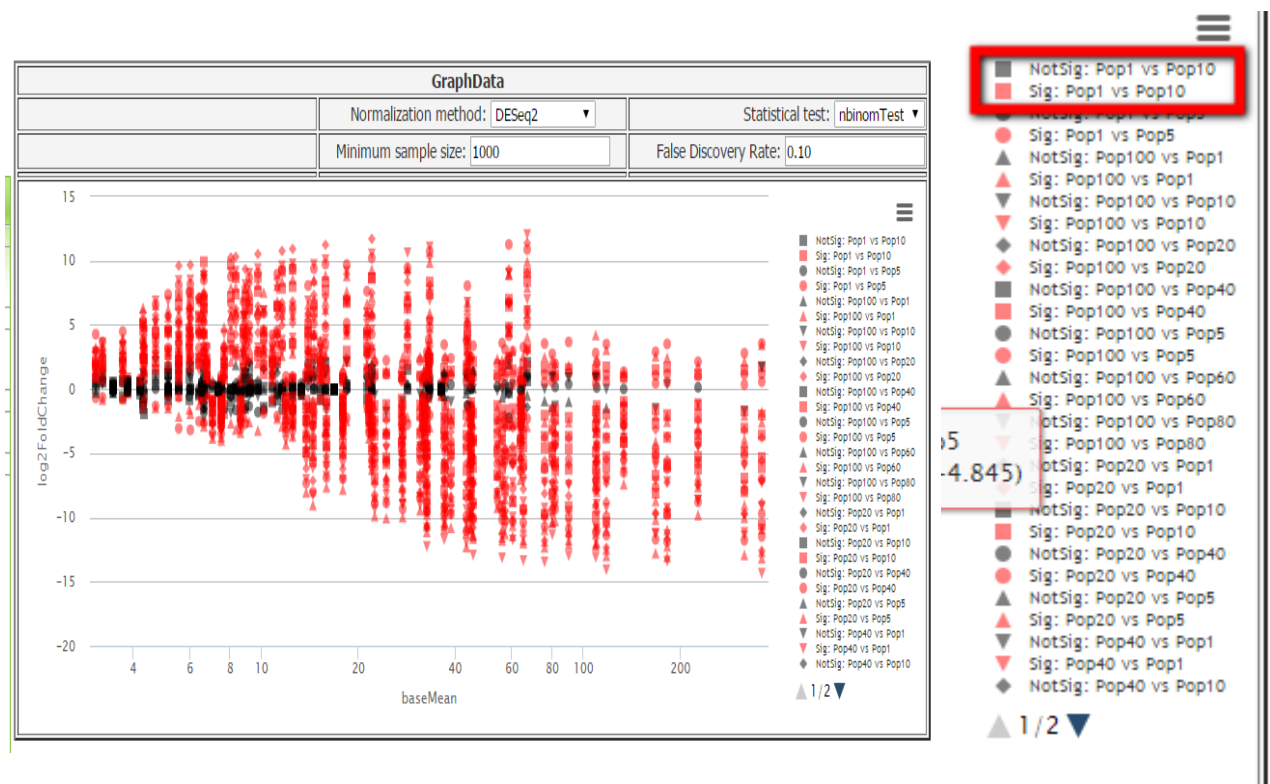 GraphData
Normalization method: DESeq2 Statistical test: nbinomTest
Minimum sample size: 1000 False Discovery Rate: 0.10
15
10
5
0
-5
-10
-15
-20
log2FoldChange
4 6 8 10 20 40 60 80 100 200
baseMean
NotSig: Pop1 vs Pop10
Sig: Pop1 vs Pop10
NotSig: Pop1 vs Pop5
Sig: Pop1 vs Pop5
NotSig: Pop100 vs Pop1
Sig: Pop100 vs Pop1
NotSig: Pop100 vs Pop10
Sig: Pop100 vs Pop10
NotSig: Pop100 vs Pop20
Sig: Pop100 vs Pop20
NotSig: Pop100 vs Pop40
Sig: Pop100 vs Pop40
NotSig: Pop100 vs Pop5
Sig: Pop100 vs Pop5
NotSig: Pop100 vs Pop60
Sig: Pop100 vs Pop60
NotSig: Pop100 vs Pop80
Sig: Pop100 vs Pop80
NotSig: Pop20 vs Pop1
Sig: Pop20 vs Pop1
NotSig: Pop20 vs Pop10
Sig: Pop20 vs Pop10
NotSig: Pop20 vs Pop40
Sig: Pop20 vs Pop40
NotSig: Pop20 vs Pop5
Sig: Pop20 vs Pop5
NotSig: Pop40 vs Pop1
Sig: Pop40 vs Pop1
NotSig: Pop40 vs Pop10
1/2
NotSig: Pop1 vs Pop10
Sig: Pop1 vs Pop10
NotSig: Pop1 vs Pop5
Sig: Pop1 vs Pop5
NotSig: Pop100 vs Pop1
Sig: Pop100 vs Pop1
NotSig: Pop100 vs Pop10
Sig: Pop100 vs Pop10
NotSig: Pop100 vs Pop20
Sig: Pop100 vs Pop20
NotSig: Pop100 vs Pop40
Sig: Pop100 vs Pop40
NotSig: Pop100 vs Pop5
Sig: Pop100 vs Pop5
NotSig: Pop100 vs Pop60
Sig: Pop100 vs Pop60
NotSig: Pop100 vs Pop80
Sig: Pop100 vs Pop80
NotSig: Pop20 vs Pop1
Sig: Pop20 vs Pop1
NotSig: Pop20 vs Pop10
Sig: Pop20 vs Pop10
NotSig: Pop20 vs Pop40
Sig: Pop20 vs Pop40
NotSig: Pop20 vs Pop5
Sig: Pop20 vs Pop5
NotSig: Pop40 vs Pop1
Sig: Pop40 vs Pop1
NotSig: Pop40 vs Pop10
1/2
-4.845)